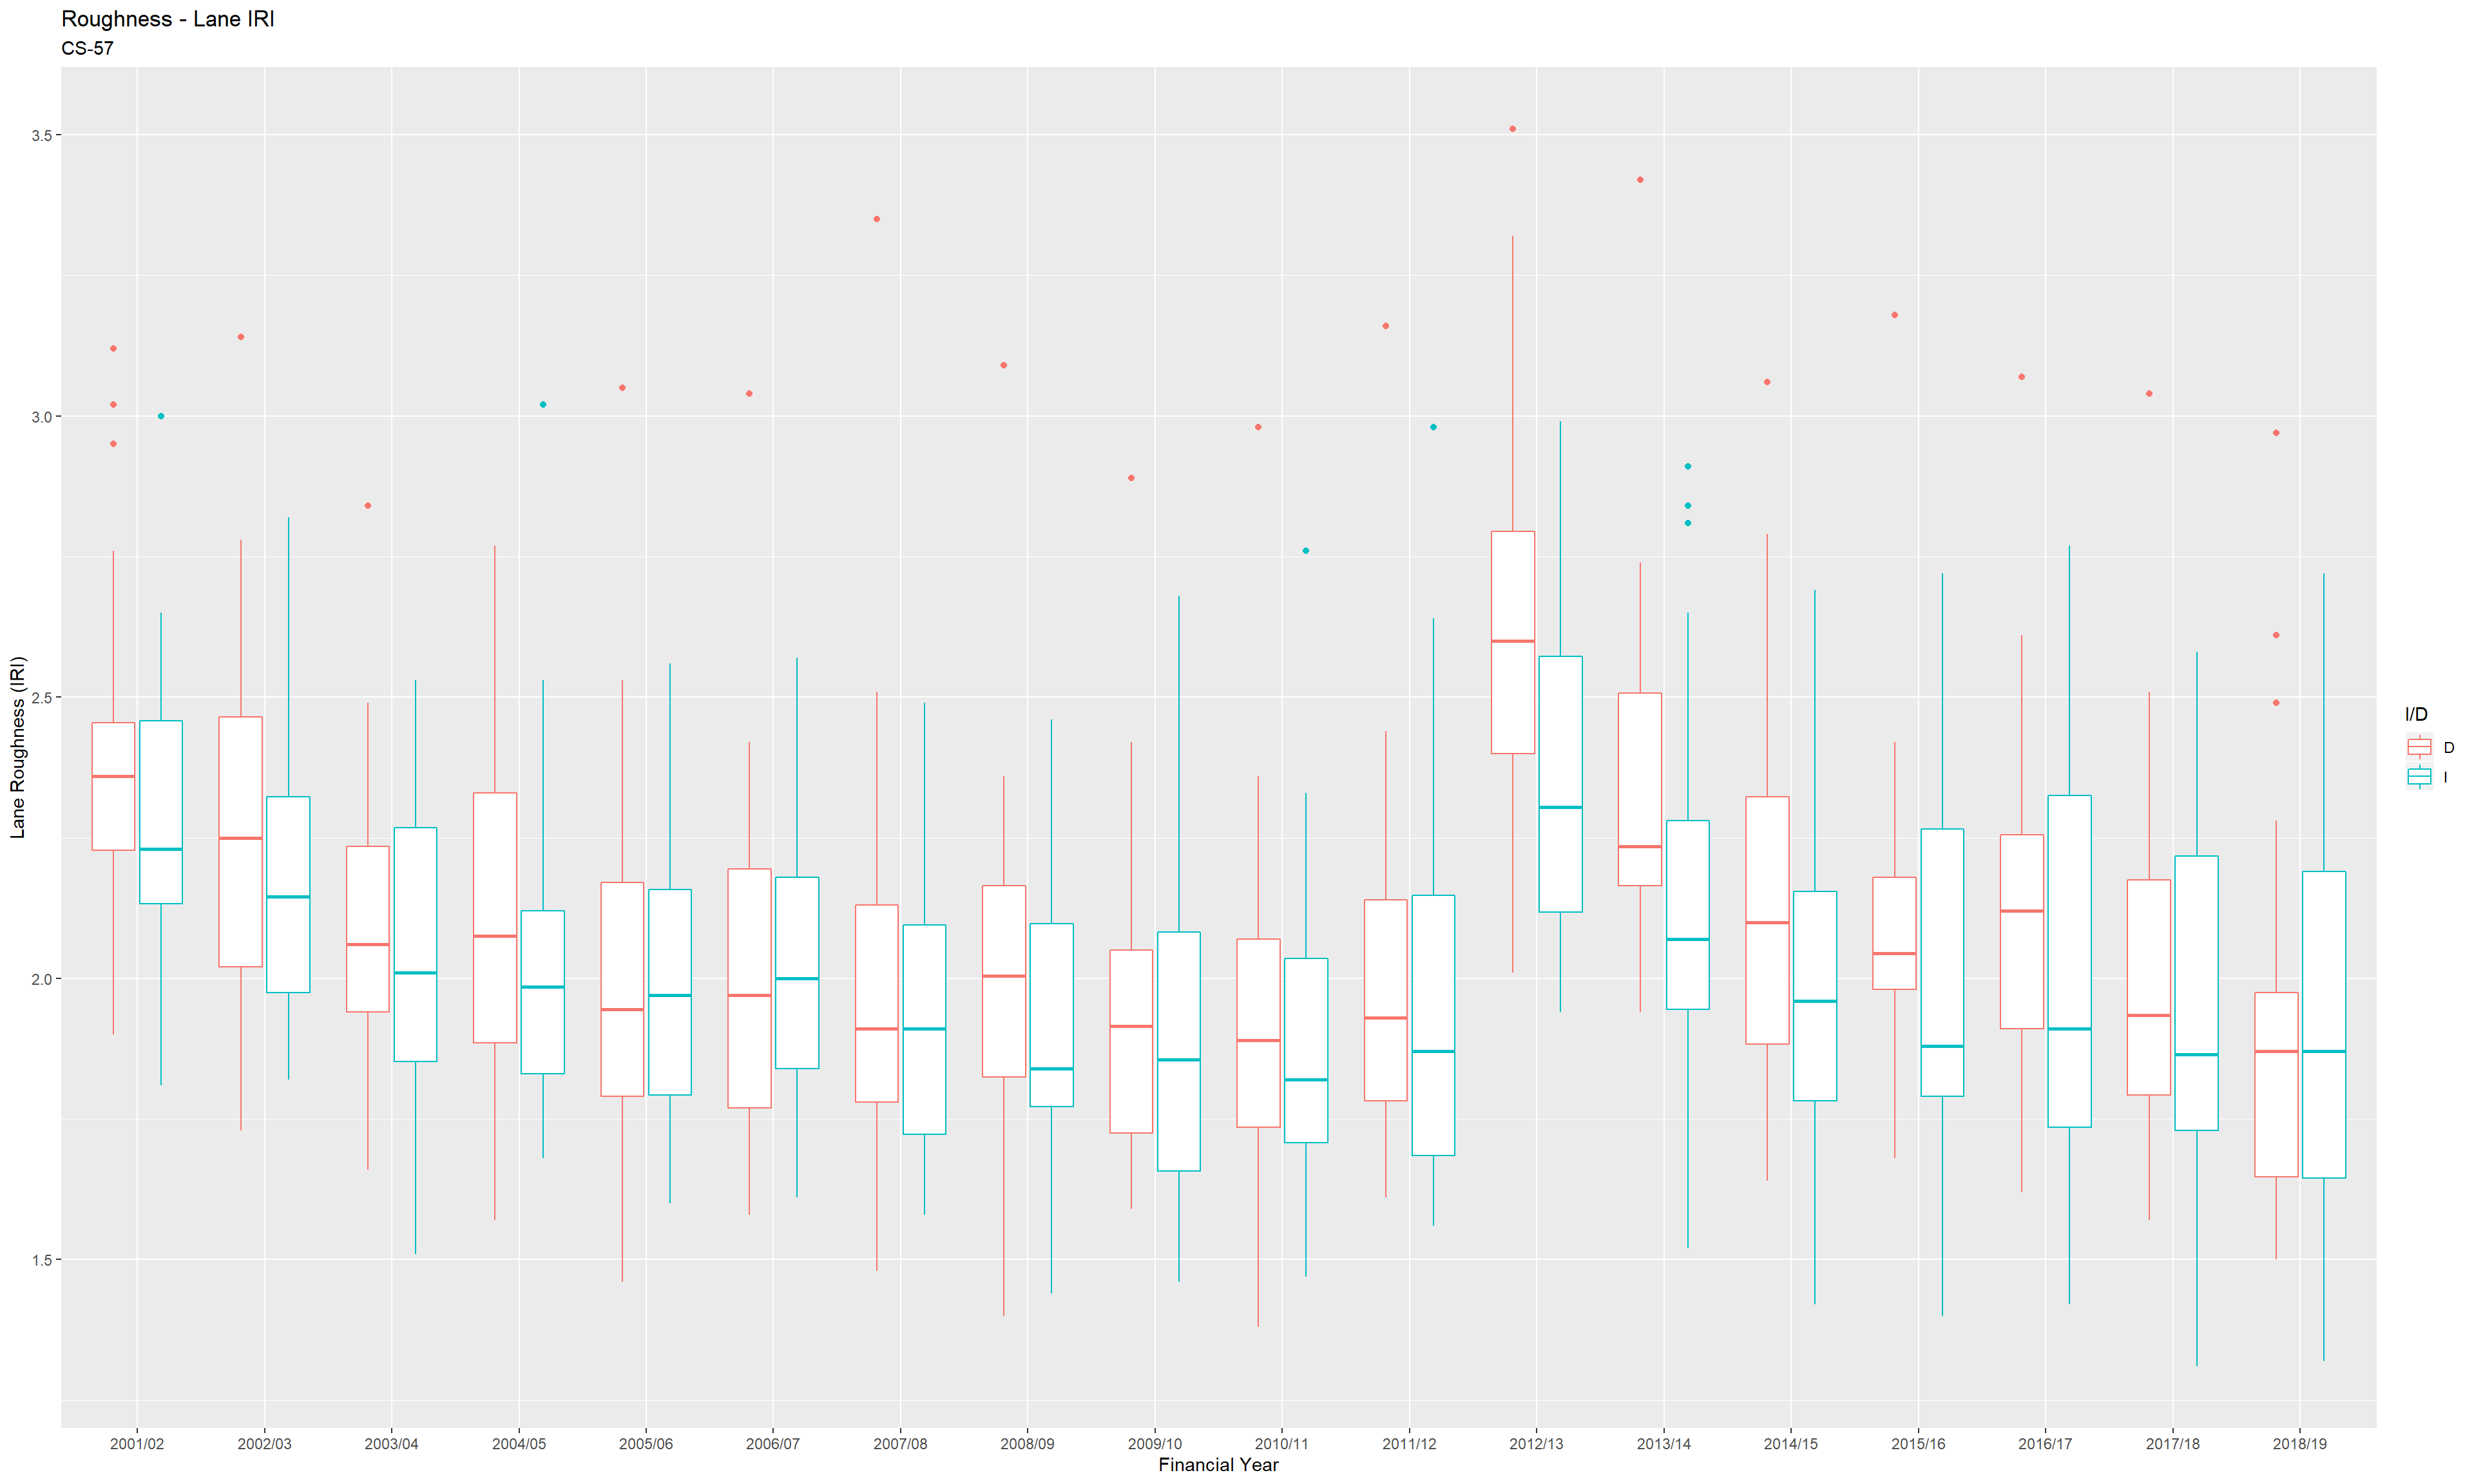 Roughness - Lane IRI
CS-57
Lane Roughness (IRI)
3.5
3.0
2.5
2.0
1.5
2001/02 2002/03 2003/04 2004/05 2005/06 2006/07 2007/08 2008/09 2009/10 2010/11 2011/12 2012/13 2013/14 2014/15 2015/16 2016/17 2017/18 2018/19
Financial Year
I/D
D
I